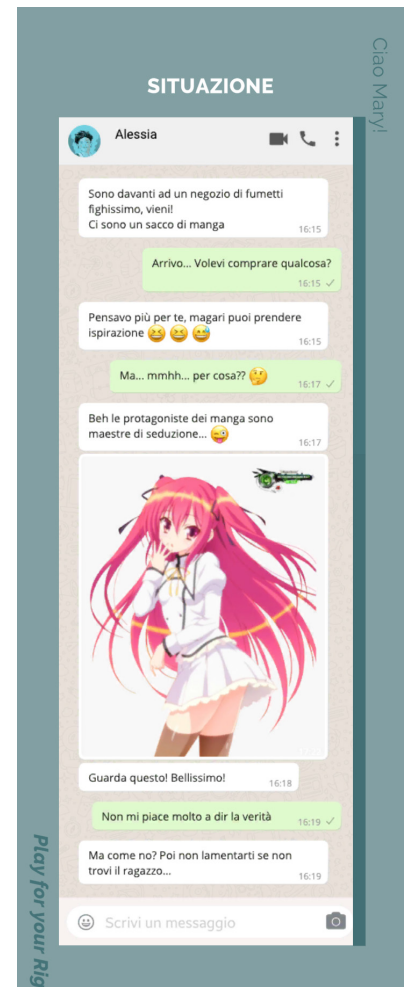 Ciao Mary!
SITUAZIONE
Alessia
Sono davanti ad un negozio di fumetti
fighissimo, vieni!
Ci sono un sacco di manga
16:15
Arrivo... Volevi comprare qualcosa?
16:15
Pensavo più per te, magari puoi prendere
ispirazione 😆 😆 😅
16:15
Ma... mmhh... per cosa?? 🤔
16:17
Beh le protagoniste dei manga sono
maestre di seduzione... 😜
16:17
Guarda questo! Bellissimo!
16:18
Non mi piace molto a dir la verità
16:19
Ma come no? Poi non lamentarti se non
trovi il ragazzo...
16:19
Scrivi un messaggio
Play for your Rig